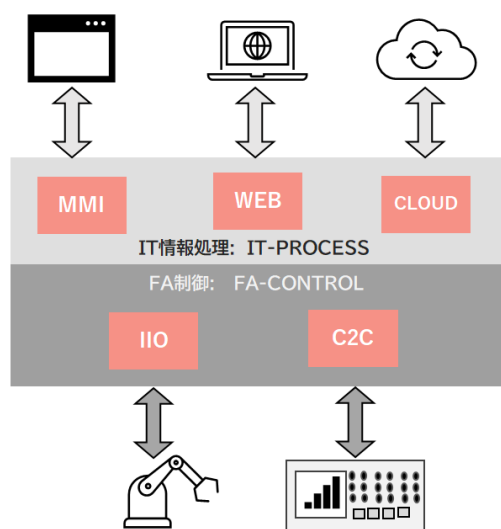 MMI
WEB
CLOUD
IT情報処理: IT-PROCESS
FA制御: FA-CONTROL
IIO
C2C